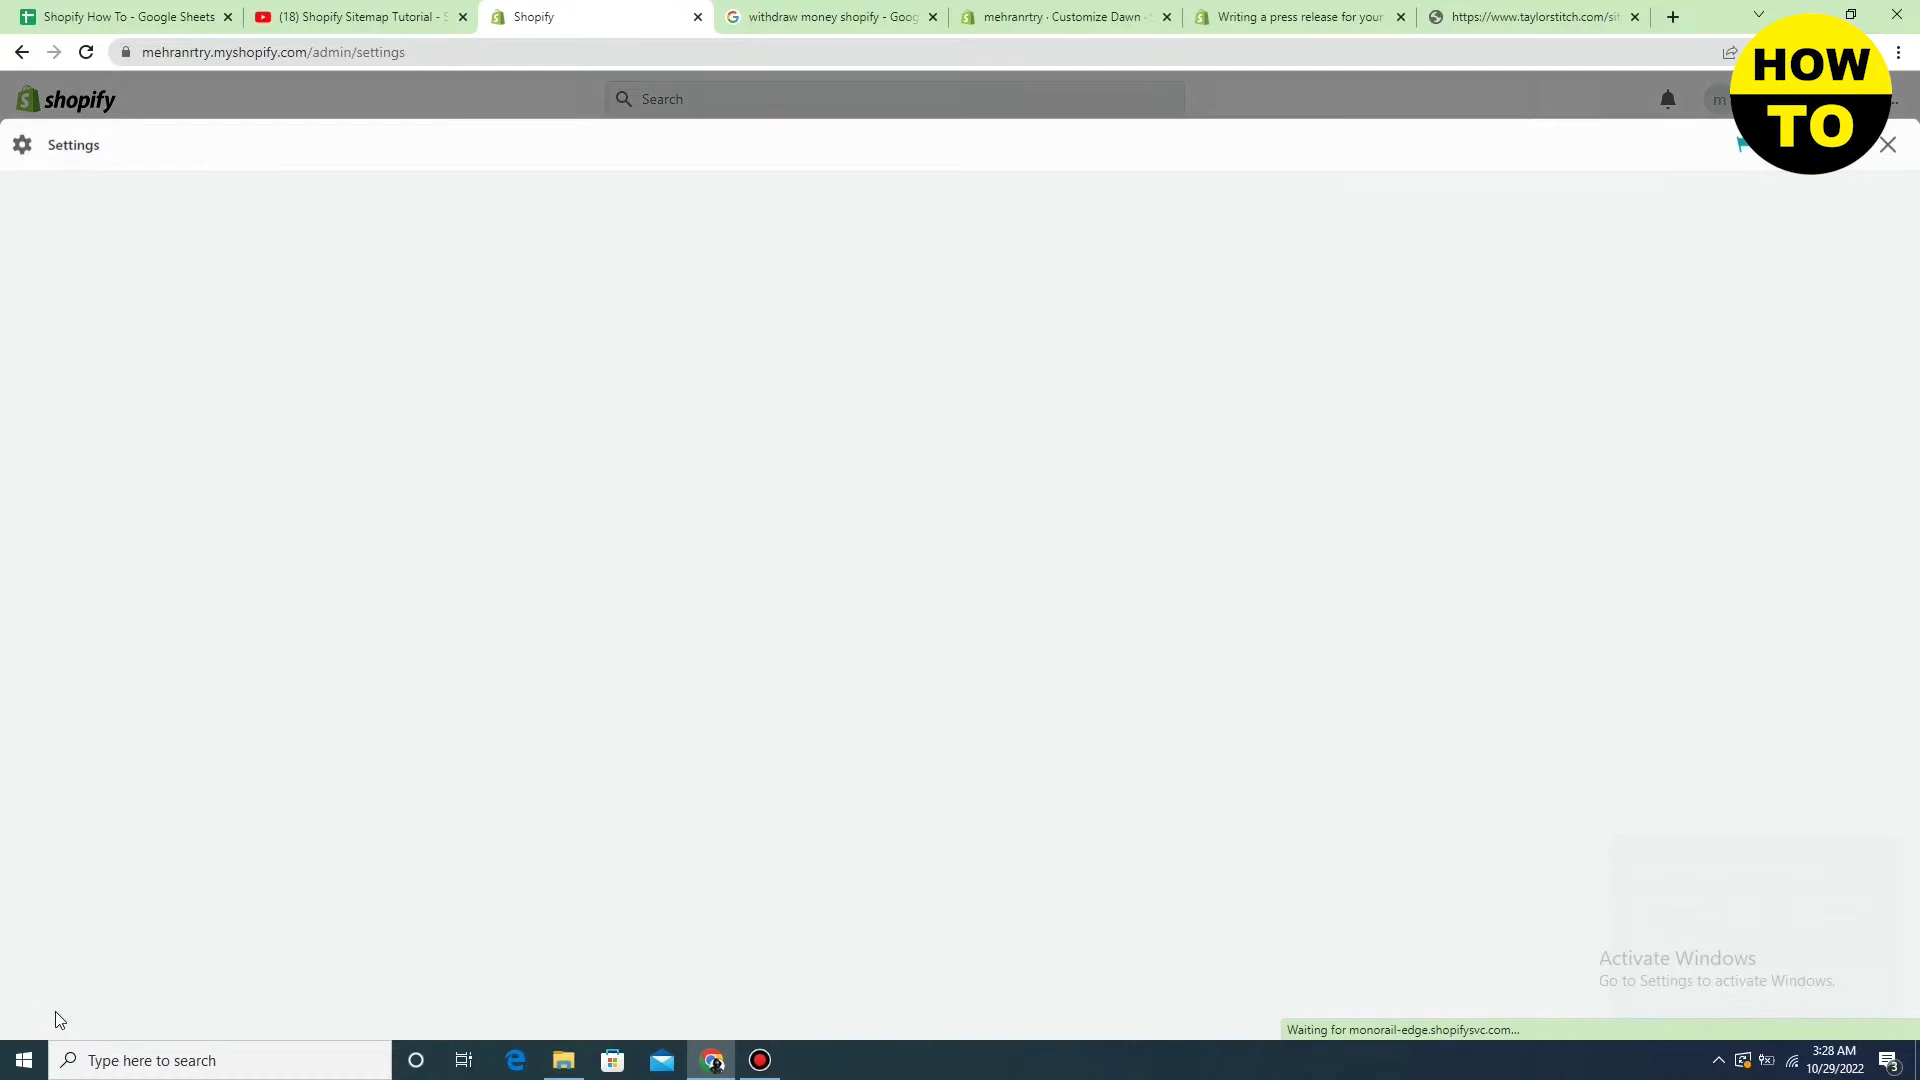 Shopify How To - Google Sheets
(18) Shopify Sitemap Tutorial - S
Shopify
withdraw money shopify - Goog
mehranrtry · Customize Dawn ·
Writing a press release for your
https://www.taylorstitch.com/sit
mehranrtry.myshopify.com/admin/settings
shopify
Search
m
HOW
TO
Settings
Activate Windows
Go to Settings to activate Windows.
Waiting for monorail-edge.shopifysvc.com...
Type here to search
3:28 AM
10/29/2022
3